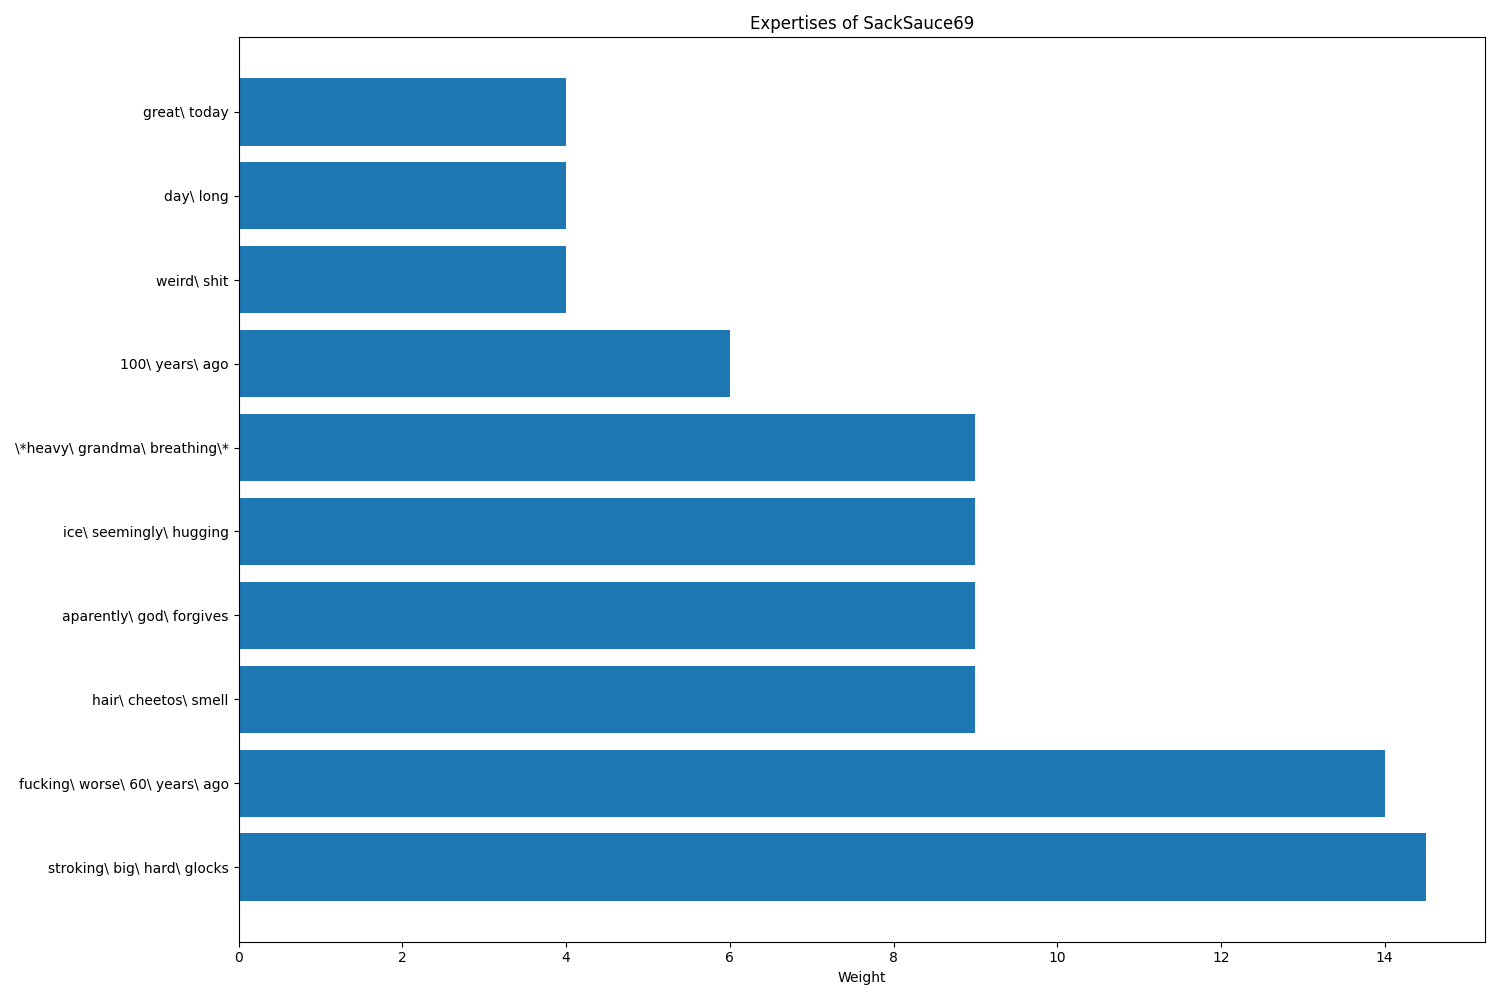 Expertises of SackSauce69
great\ today
day\ long
weird\ shit
100\ years\ ago
\*heavy\ grandma\ breathing\*
ice\ seemingly\ hugging
aparently\ god\ forgives
hair\ cheetos\ smell
fucking\ worse\ 60\ years\ ago
stroking\ big\ hard\ glocks
0 2 4 6 8 10 12 14
Weight